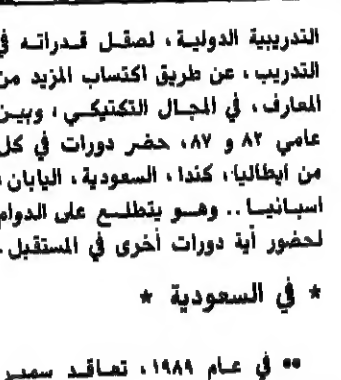 التدريبية الدولية ، لصقل قدراته في
التدريب ، عن طريق اكتساب المزيد من
المعارف ، في المجال التكتيكي ، وبين
عامي ٨٢ و ٨٧، حضر دورات في كل
من ايطاليا، كندا ، السعودية ، اليابان ،
اسبانيا .. وهو يتطلع على الدوام
لحضور أية دورات أخرى في المستقبل .
* في السعودية *
●● في عام ١٩٨٩ ، تعاقد سمير